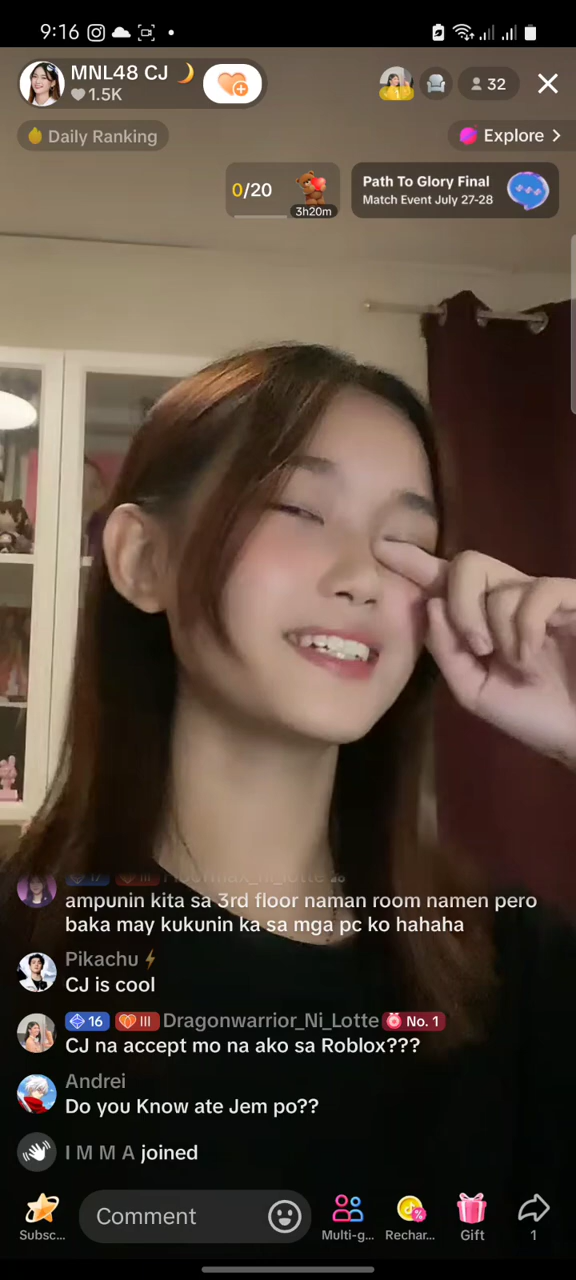 9:16
MNL48 CJ 🌙
1.5K
32
Daily Ranking
Explore >
0/20
3h20m
Path To Glory Final
Match Event July 27-28
ampunin kita sa 3rd floor naman room namen pero
baka may kukunin ka sa mga pc ko hahaha
Pikachu⚡
CJ is cool
16 III Dragonwarrior_Ni_Lotte No. 1
CJ na accept mo na ako sa Roblox???
Andrei
Do you Know ate Jem po??
I M M A joined
Comment
Subsc...
Multi-g...
Rechar...
Gift
1